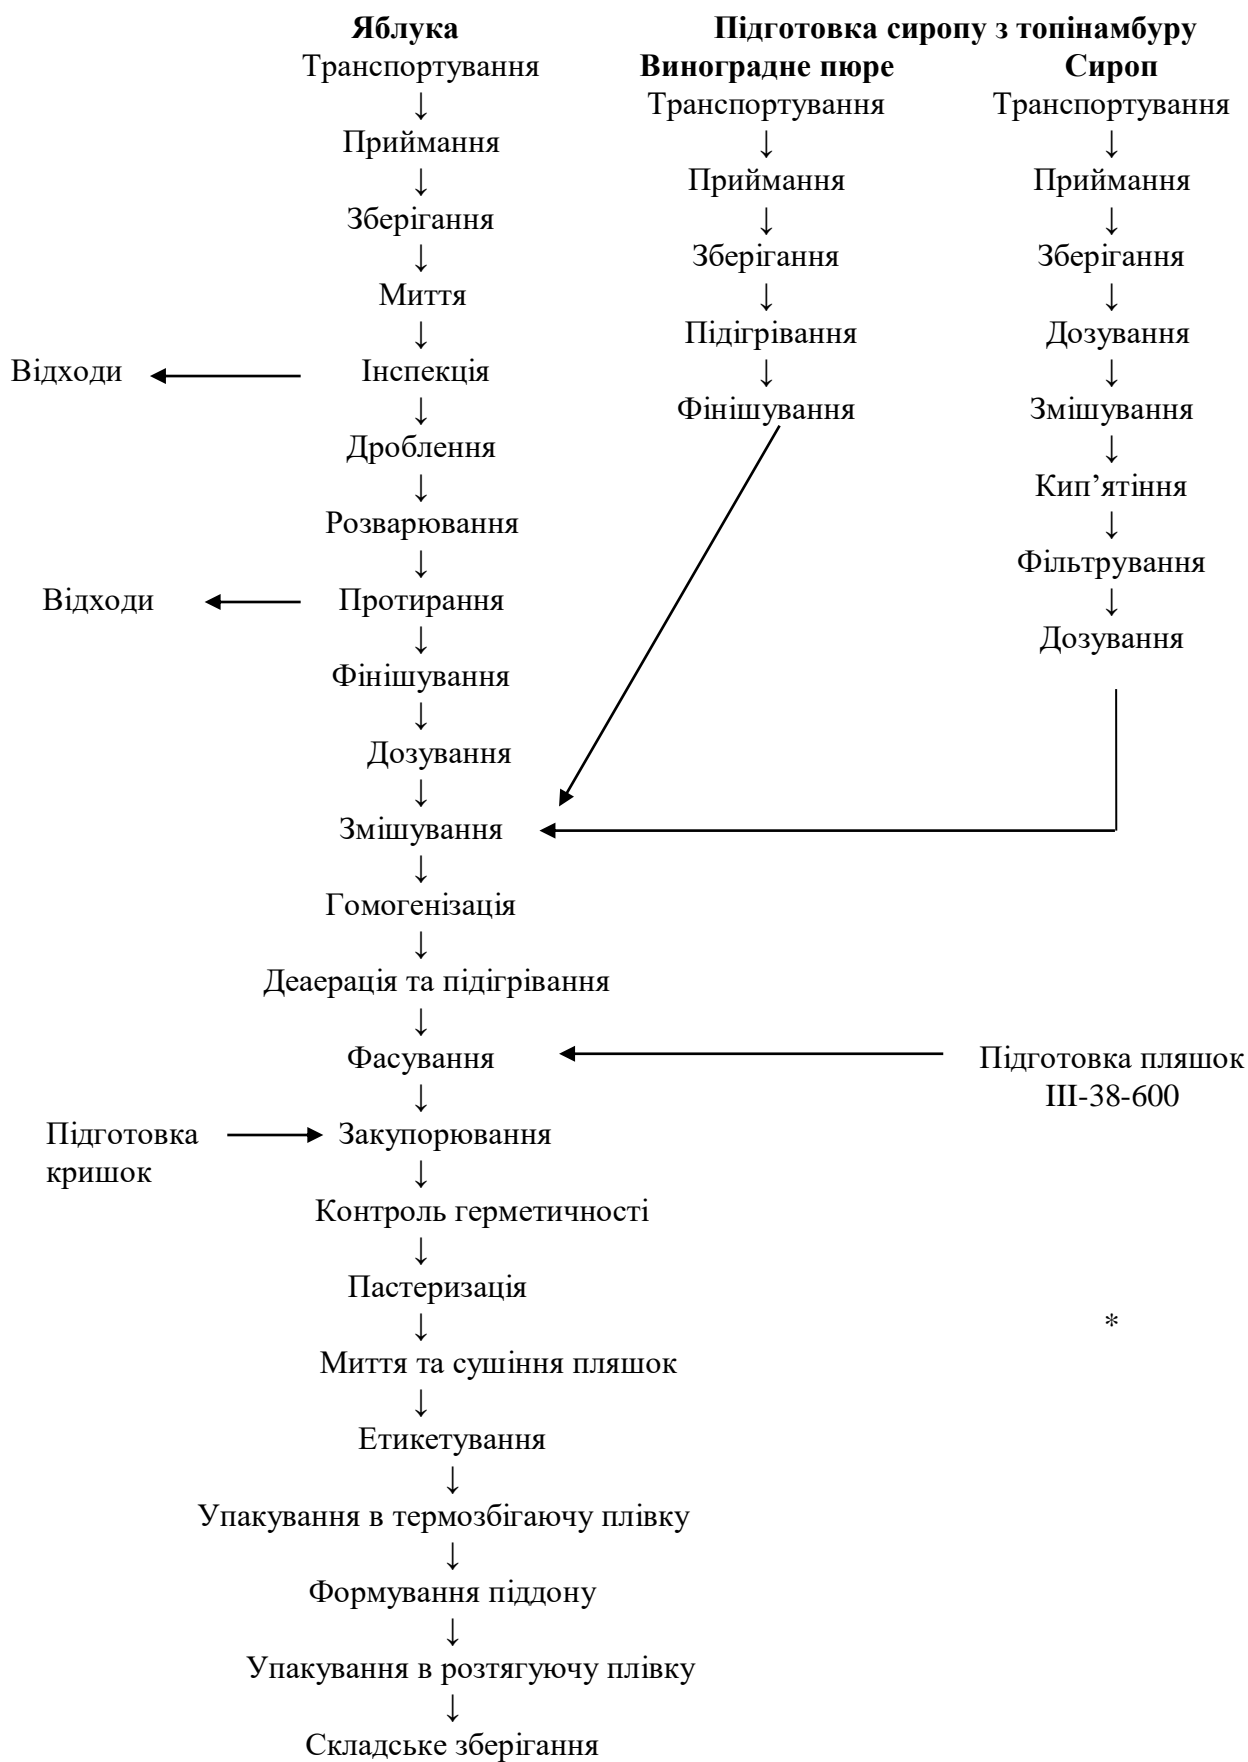 Яблука
Підготовка сиропу з топінамбуру
Транспортування
Виноградне пюре
Сироп
↓
Транспортування
Транспортування
Приймання
↓
↓
↓
Приймання
Приймання
Зберігання
↓
↓
↓
Зберігання
Зберігання
Миття
↓
↓
↓
Підігрівання
Дозування
Відходи
Інспекція
↓
↓
↓
Фінішування
Змішування
Дроблення
↓
↓
Кип’ятіння
Розварювання
↓
↓
Фільтрування
Відходи
Протирання
↓
↓
Дозування
Фінішування
↓
Дозування
↓
Змішування
↓
Гомогенізація
↓
Деаерація та підігрівання
↓
Фасування
Підготовка пляшок
↓
ІІІ-38-600
Підготовка
Закупорювання
кришок
↓
Контроль герметичності
↓
Пастеризація
↓
*
Миття та сушіння пляшок
↓
Етикетування
↓
Упакування в термозбігаючу плівку
↓
Формування піддону
↓
Упакування в розтягуючу плівку
↓
Складське зберігання